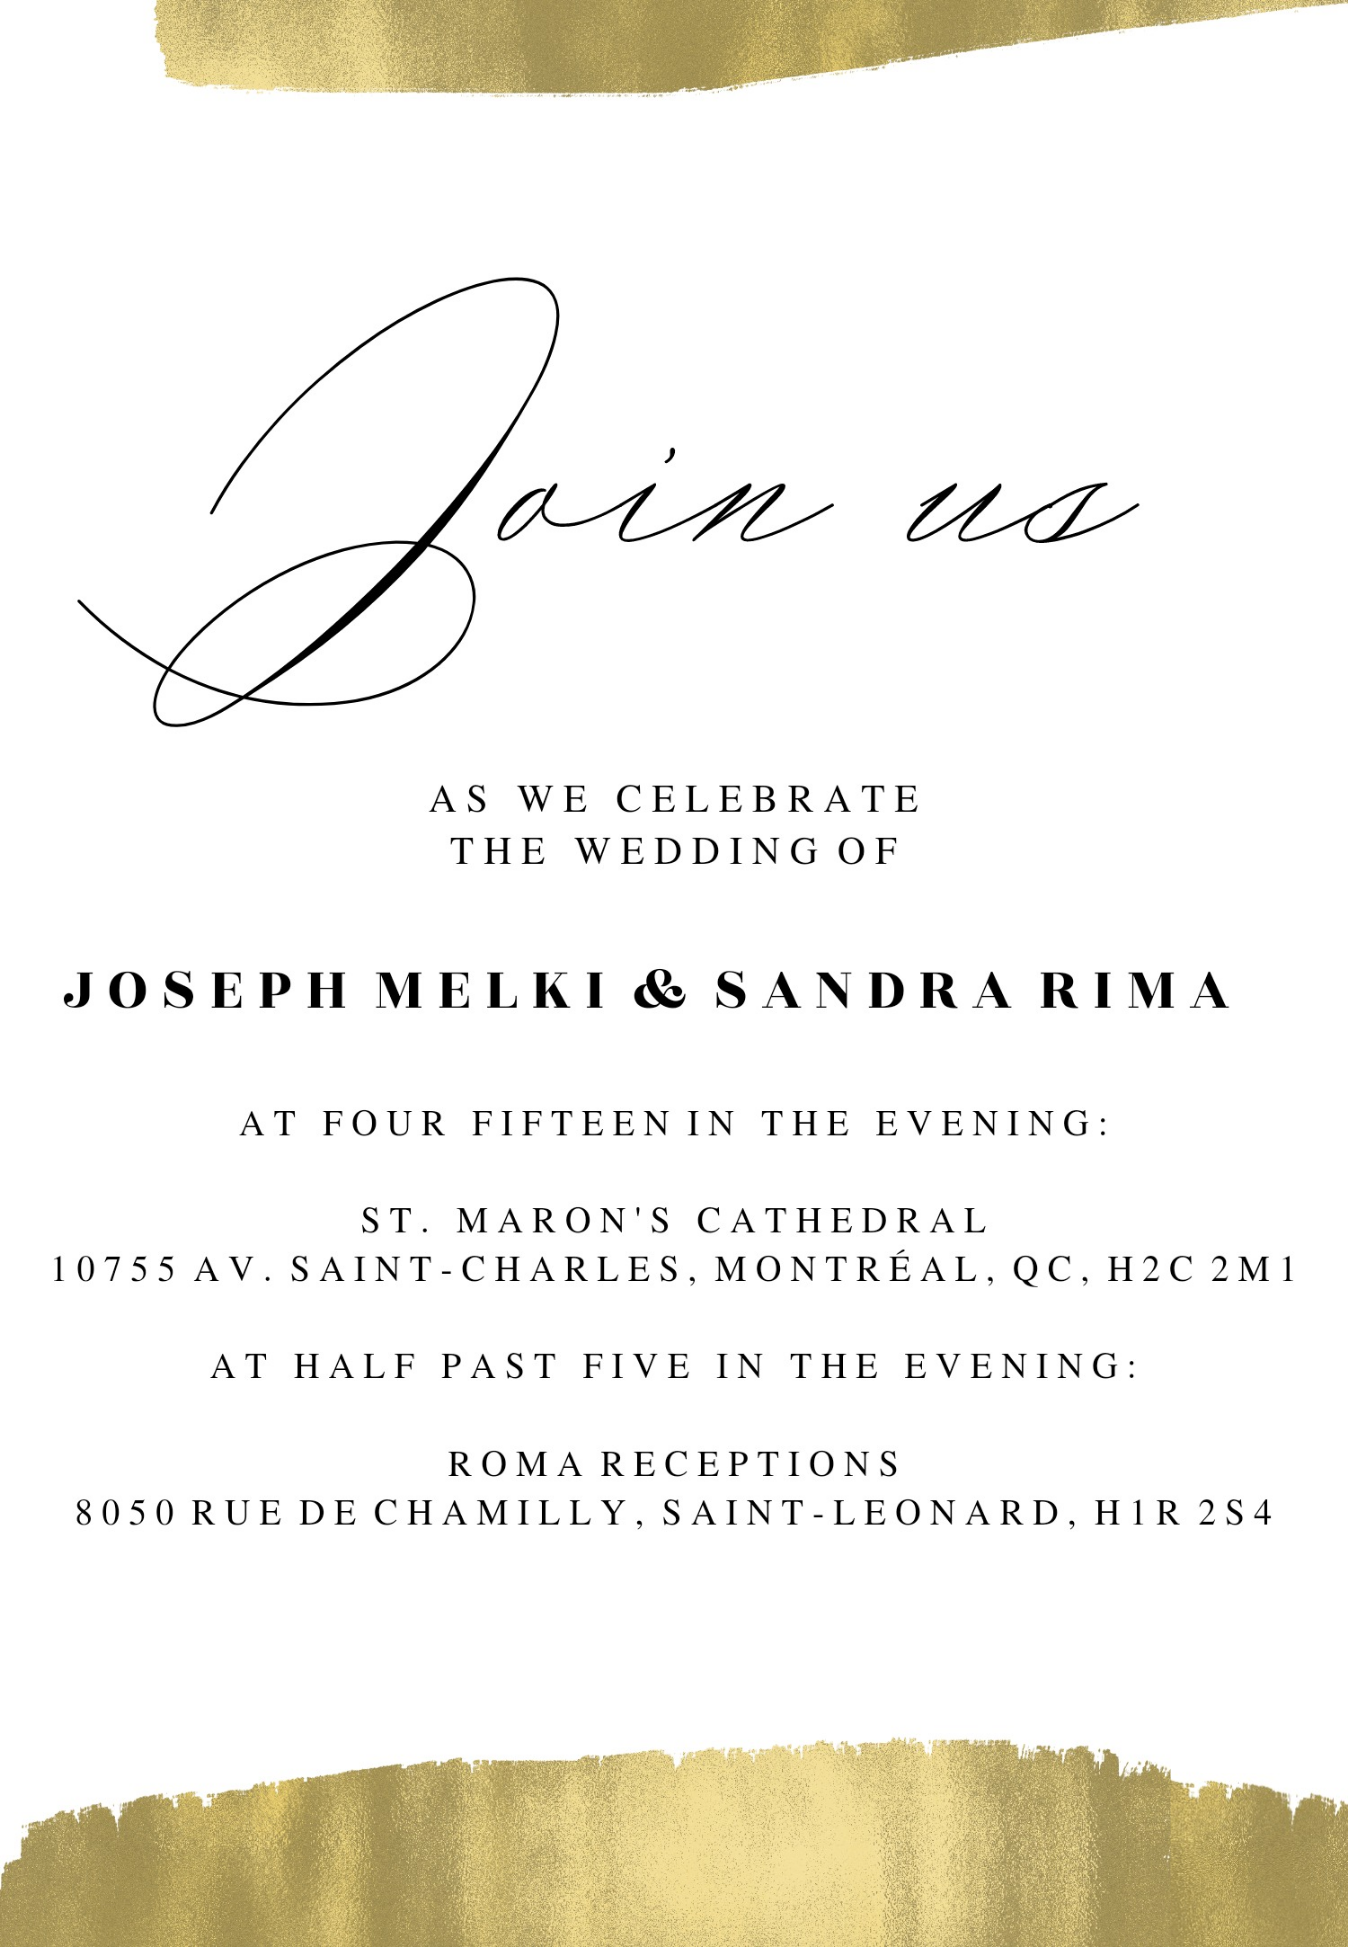 Join us
AS WE CELEBRATE
THE WEDDING OF
JOSEPH MELKI & SANDRA RIMA
AT FOUR FIFTEEN IN THE EVENING:
ST. MARON'S CATHEDRAL
10755 AV. SAINT-CHARLES, MONTRÉAL, QC, H2C 2M1
AT HALF PAST FIVE IN THE EVENING:
ROMA RECEPTIONS
8050 RUE DE CHAMILLY, SAINT-LEONARD, H1R 2S4